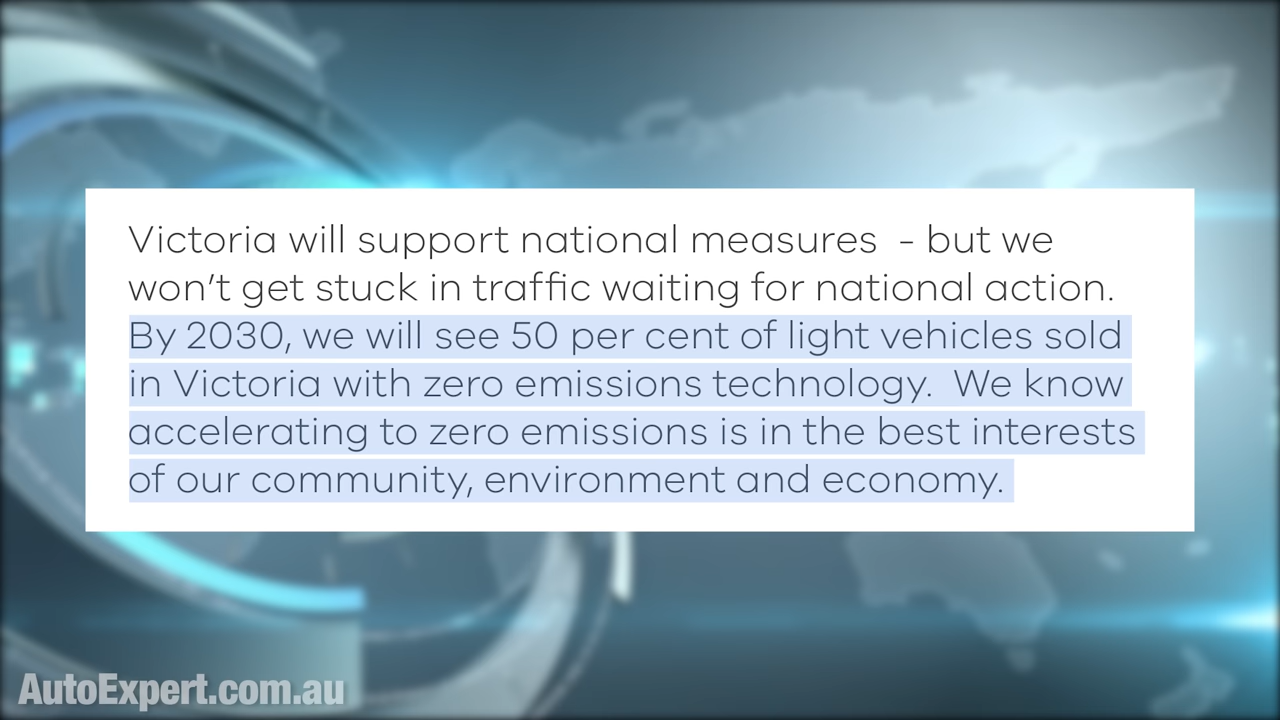 Victoria will support national measures - but we
won’t get stuck in traffic waiting for national action.
By 2030, we will see 50 per cent of light vehicles sold
in Victoria with zero emissions technology. We know
accelerating to zero emissions is in the best interests
of our community, environment and economy.
AutoExpert.com.au